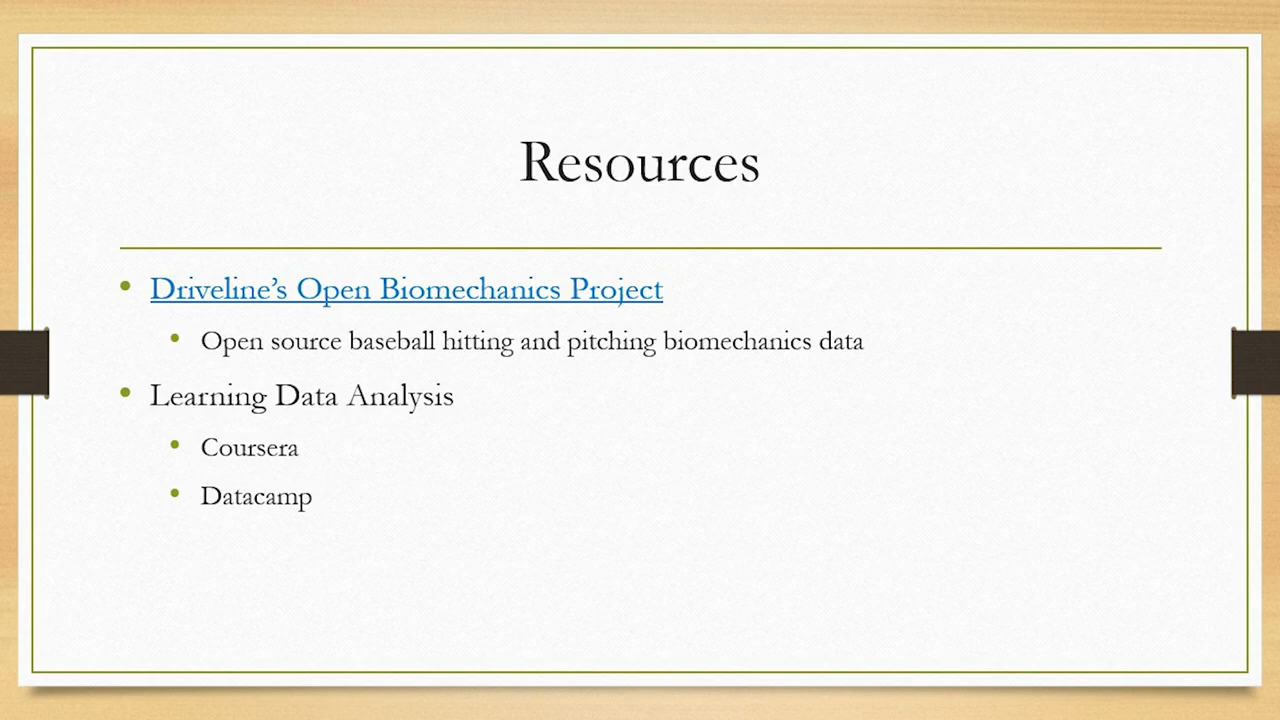 Resources
• Driveline’s Open Biomechanics Project
• Open source baseball hitting and pitching biomechanics data
• Learning Data Analysis
• Coursera
• Datacamp